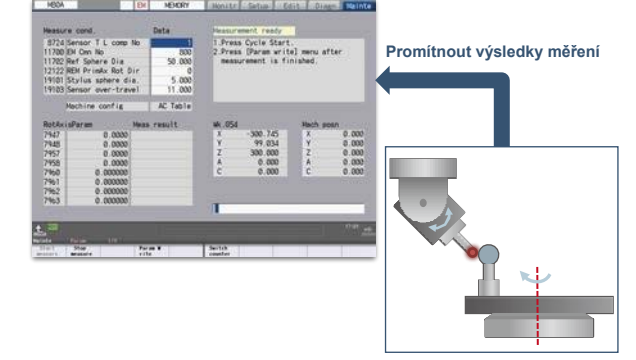 M80A EM MEMORY Monitr Setup Edit Diagn Mainte
Measure cond. Data
8724 Sensor T L comp No 1
11700 EM Cmn No 800
11702 Ref Sphere Dia 50.000
12122 REM PrimAx Rot Dir 0
19101 Stylus sphere dia. 5.000
19103 Sensor over-travel 11.000
Machine config AC Table
Measurement ready
1.Press Cycle Start.
2.Press [Param write] menu after
measurement is finished.
RotAxisParam Meas result
7947 0.0000
7948 0.0000
7957 0.0000
7958 0.0000
7960 0.000000
7961 0.000000
7962 0.000000
7963 0.000000
Wk.G54
X -300.745
Y 99.034
Z 300.000
A 0.000
C 0.000
Mach posn
X 0.000
Y 0.000
Z 0.000
A 0.000
C 0.000
Mainte Param
Start measure
Stop measure
Param W rite
Switch counter
Promítnout výsledky měření